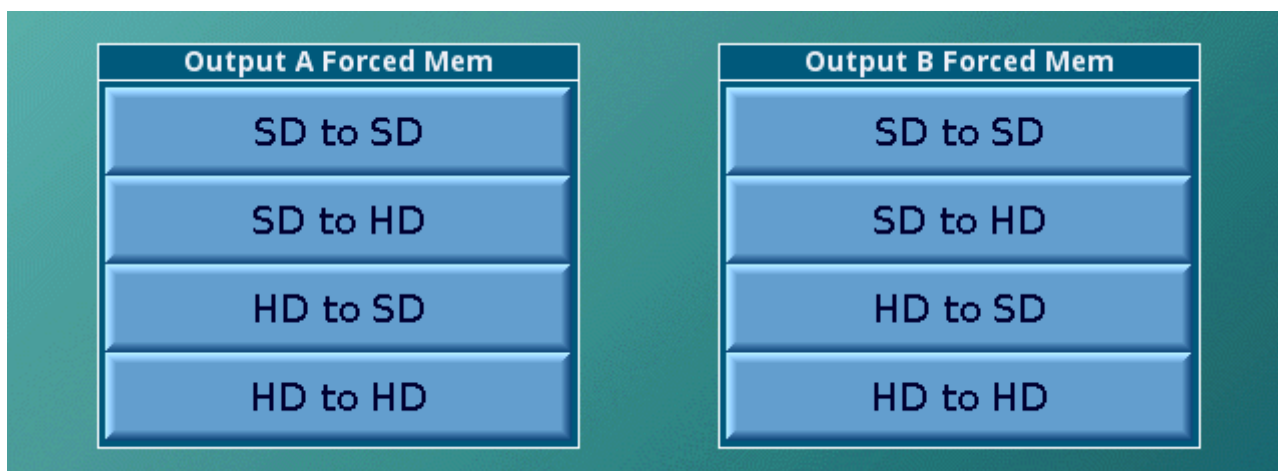 Output A Forced Mem
SD to SD
SD to HD
HD to SD
HD to HD
Output B Forced Mem
SD to SD
SD to HD
HD to SD
HD to HD